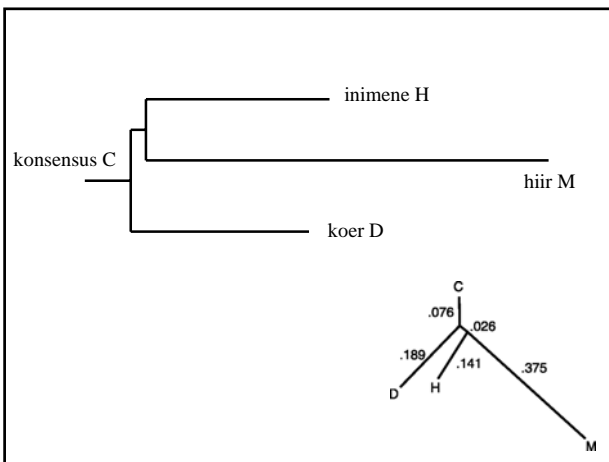 inimene H
konsensus C
hiir M
koer D
C
.076
.026
.189
.141
.375
D
H
M